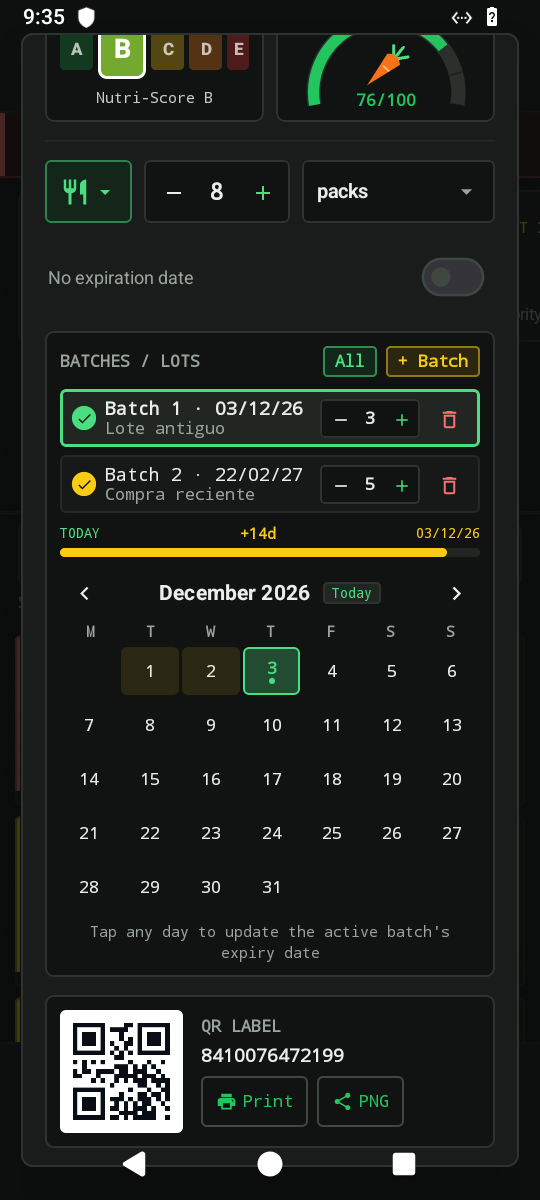 9:35
A B C D E
Nutri-Score B
76/100
− 8 + packs
No expiration date
BATCHES / LOTS All + Batch
Batch 1 · 03/12/26 − 3 +
Lote antiguo
Batch 2 · 22/02/27 − 5 +
Compra reciente
TODAY +14d 03/12/26
December 2026 Today
M T W T F S S
1 2 3 4 5 6
7 8 9 10 11 12 13
14 15 16 17 18 19 20
21 22 23 24 25 26 27
28 29 30 31
Tap any day to update the active batch's
expiry date
QR LABEL
8410076472199
Print PNG